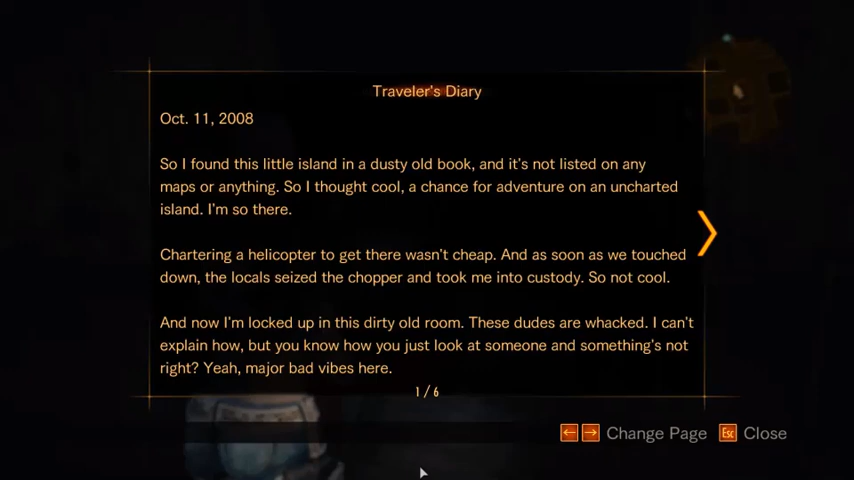 Traveler's Diary
Oct. 11, 2008
So I found this little island in a dusty old book, and it's not listed on any
maps or anything. So I thought cool, a chance for adventure on an uncharted
island. I'm so there.
Chartering a helicopter to get there wasn't cheap. And as soon as we touched
down, the locals seized the chopper and took me into custody. So not cool.
And now I'm locked up in this dirty old room. These dudes are whacked. I can't
explain how, but you know how you just look at someone and something's not
right? Yeah, major bad vibes here.
1/6
← → Change Page Esc Close